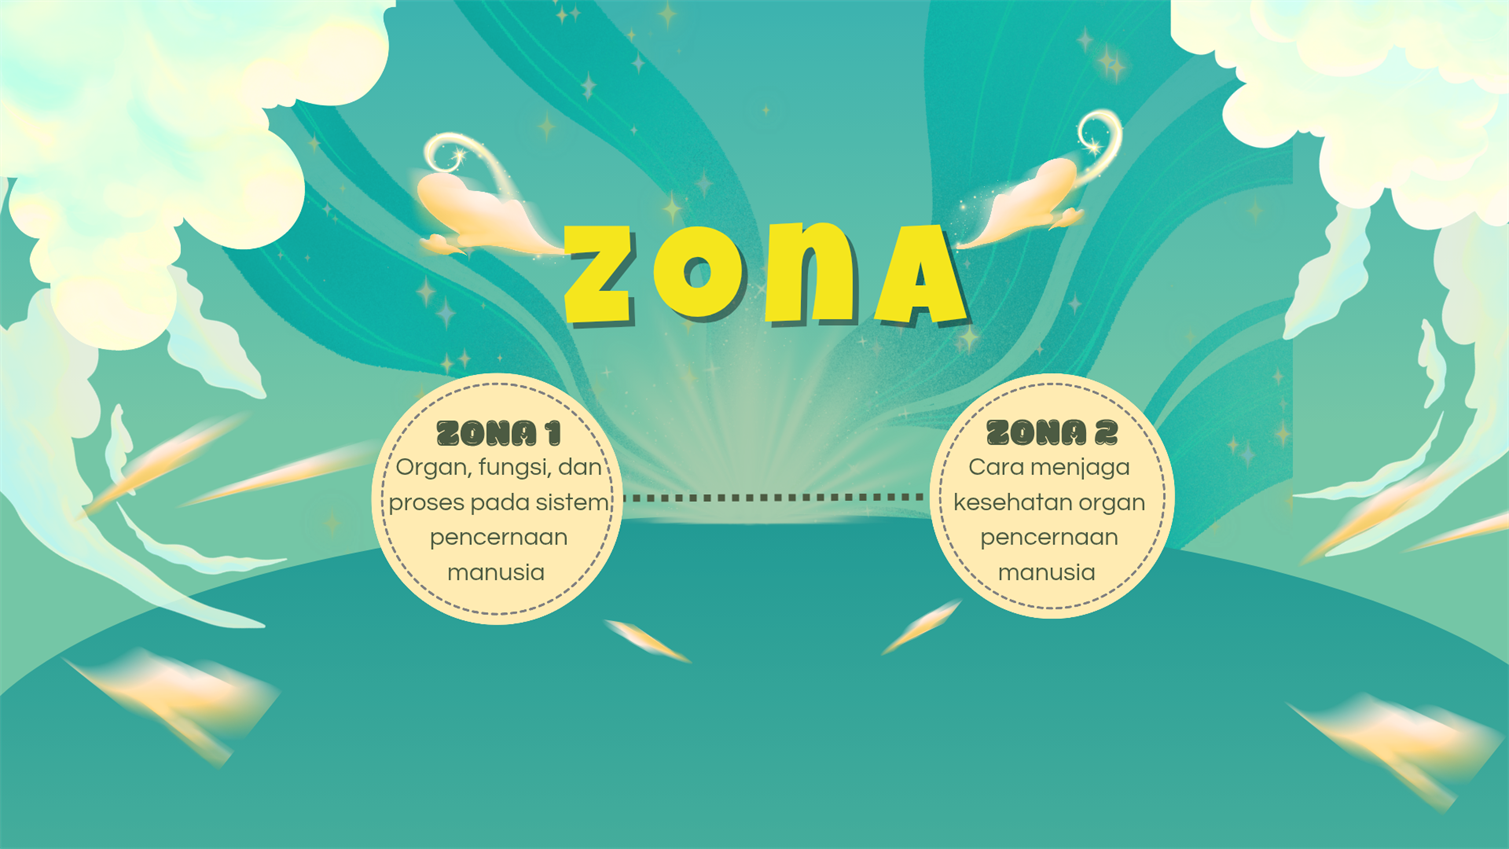 ZONA
ZONA 1
Organ, fungsi, dan
proses pada sistem
pencernaan
manusia
ZONA 2
Cara menjaga
kesehatan organ
pencernaan
manusia